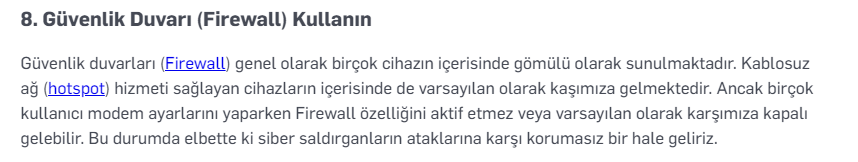 8. Güvenlik Duvarı (Firewall) Kullanın
Güvenlik duvarları (Firewall) genel olarak birçok cihazın içerisinde gömülü olarak sunulmaktadır. Kablosuz
ağ (hotspot) hizmeti sağlayan cihazların içerisinde de varsayılan olarak kaşımıza gelmektedir. Ancak birçok
kullanıcı modem ayarlarını yaparken Firewall özelliğini aktif etmez veya varsayılan olarak karşımıza kapalı
gelebilir. Bu durumda elbette ki siber saldırganların ataklarına karşı korumasız bir hale geliriz.